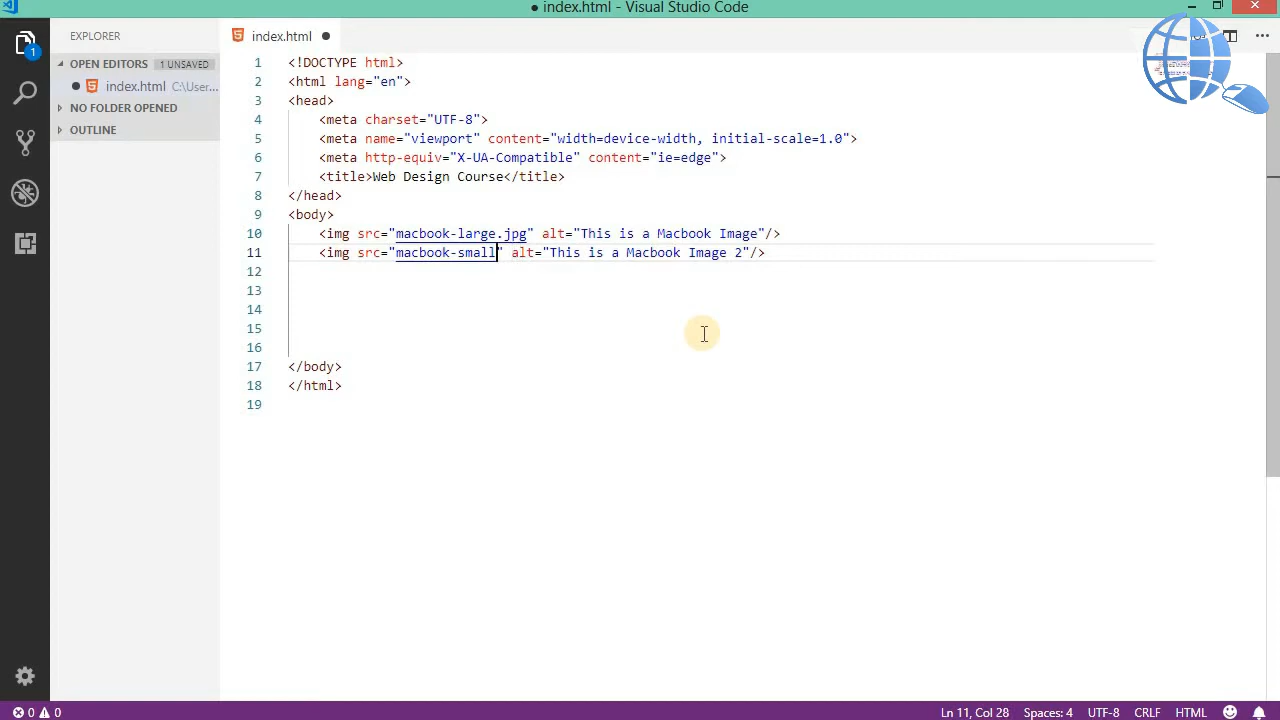 ● index.html - Visual Studio Code
EXPLORER
OPEN EDITORS 1 UNSAVED
● index.html C:\User...
NO FOLDER OPENED
OUTLINE
1
index.html ●
1 <!DOCTYPE html>
2 <html lang="en">
3 <head>
4 <meta charset="UTF-8">
5 <meta name="viewport" content="width=device-width, initial-scale=1.0">
6 <meta http-equiv="X-UA-Compatible" content="ie=edge">
7 <title>Web Design Course</title>
8 </head>
9 <body>
10 <img src="macbook-large.jpg" alt="This is a Macbook Image"/>
11 <img src="macbook-small" alt="This is a Macbook Image 2"/>
12
13
14
15
16
17 </body>
18 </html>
19
0 0
Ln 11, Col 28 Spaces: 4 UTF-8 CRLF HTML